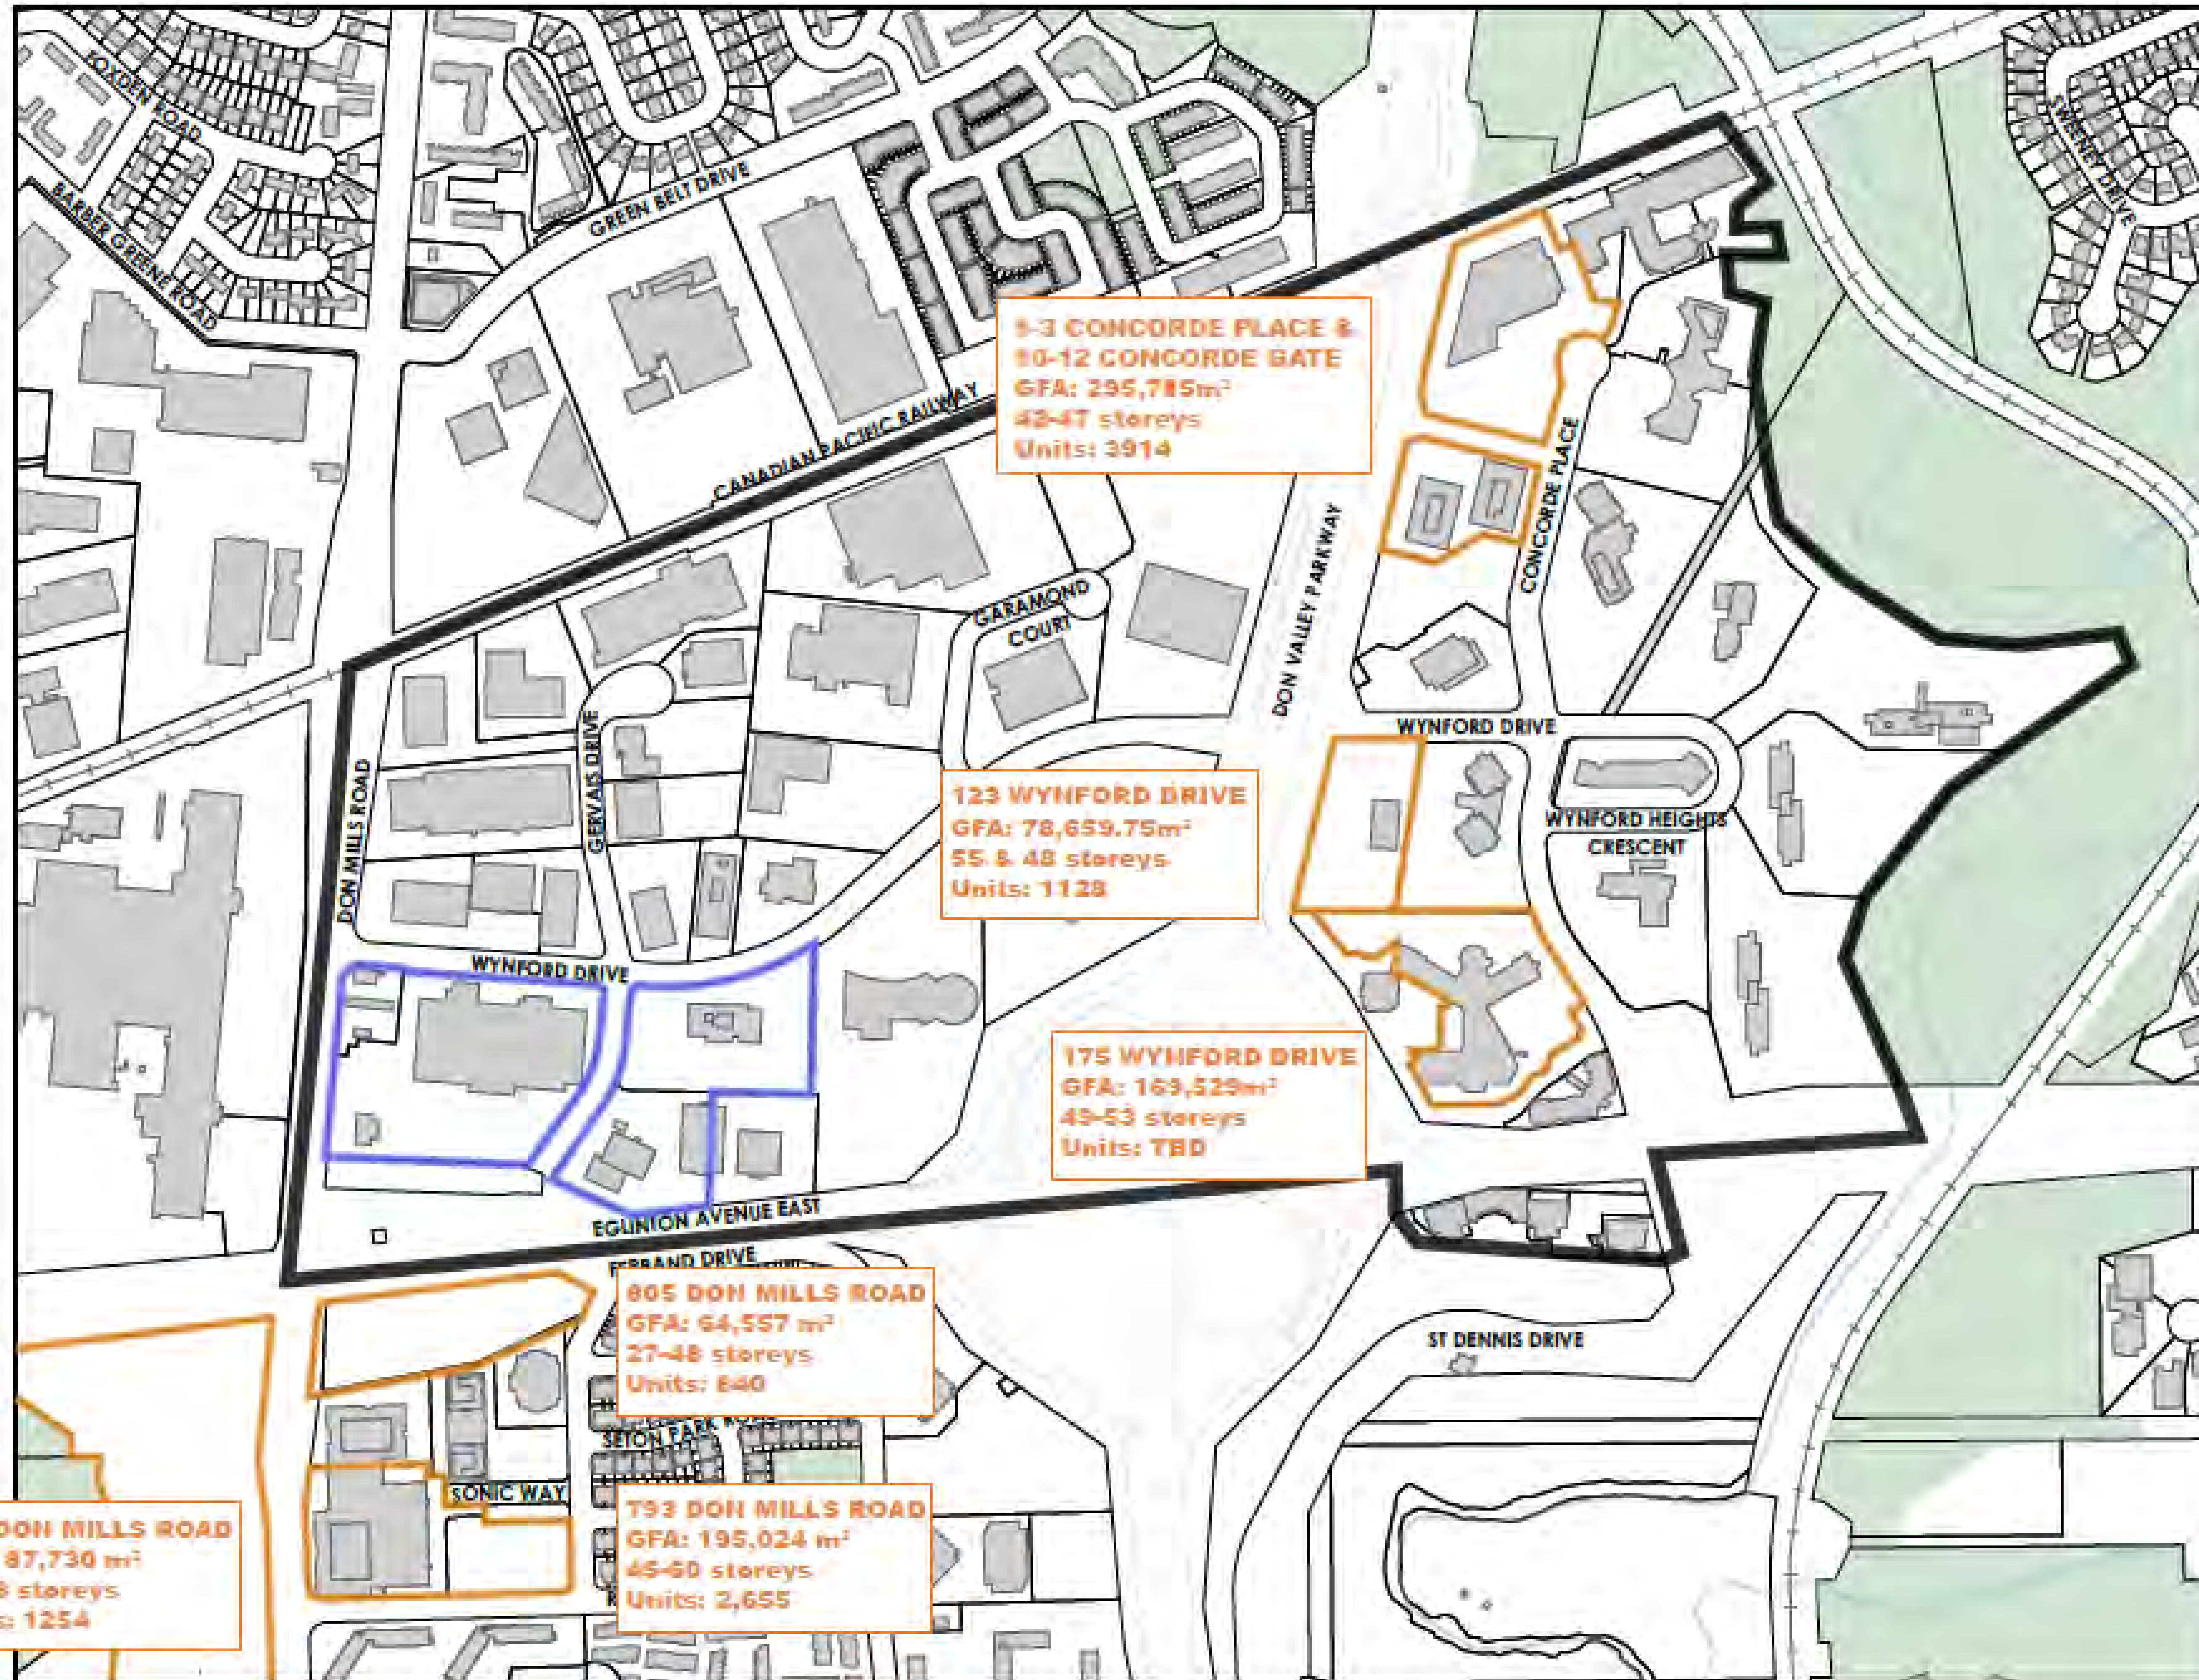 FOXDEN ROAD
BARBER GREENE ROAD
GREEN BELT DRIVE
SWEENEY DRIVE
CANADIAN PACIFIC RAILWAY
CONCORDE PLACE &
10-12 CONCORDE GATE
GFA: 295,785m²
storeys
Units: 3914
CONCORDE PLACE
GARAMOND
COURT
DON VALLEY PARKWAY
WYNFORD DRIVE
GERVAIS DRIVE
DON MILLS ROAD
123 WYNFORD DRIVE
GFA: 78,659.75m²
55 & 48 storeys
Units: 1128
WYNFORD HEIGHTS
CRESCENT
WYNFORD DRIVE
175 WYNFORD DRIVE
GFA: 169,529m²
49-53 storeys
Units: TBD
EGLINTON AVENUE EAST
FERRAND DRIVE
805 DON MILLS ROAD
GFA: 64,557 m²
27-48 storeys
Units: 840
ST DENNIS DRIVE
SETON PARK ROAD
SONIC WAY
DON MILLS ROAD
87,730 m²
storeys
: 1254
793 DON MILLS ROAD
GFA: 195,024 m²
45-60 storeys
Units: 2,655